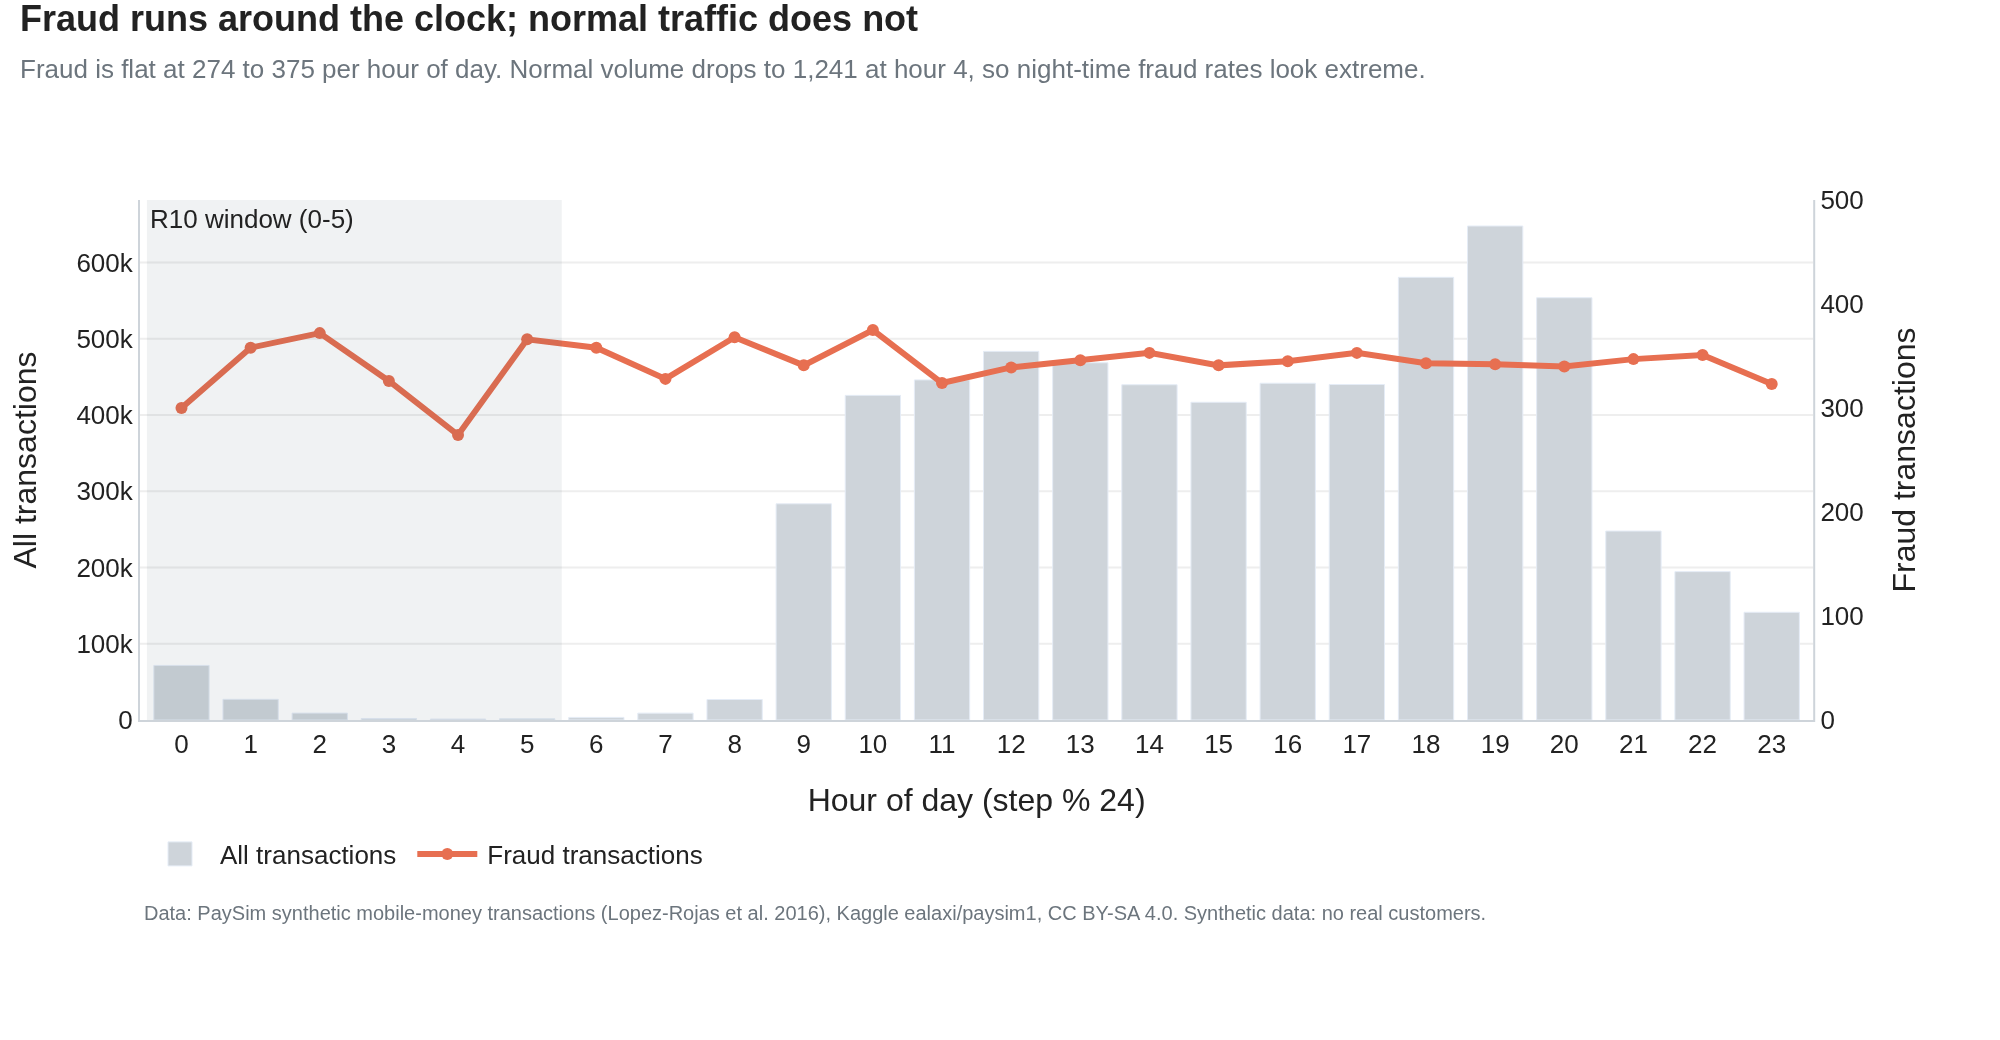 Fraud runs around the clock; normal traffic does not
Fraud is flat at 274 to 375 per hour of day. Normal volume drops to 1,241 at hour 4, so night-time fraud rates look extreme.
R10 window (0-5)
All transactions
600k
500k
400k
300k
200k
100k
0
500
400
300
200
100
0
Fraud transactions
0 1 2 3 4 5 6 7 8 9 10 11 12 13 14 15 16 17 18 19 20 21 22 23
Hour of day (step % 24)
All transactions Fraud transactions
Data: PaySim synthetic mobile-money transactions (Lopez-Rojas et al. 2016), Kaggle ealaxi/paysim1, CC BY-SA 4.0. Synthetic data: no real customers.